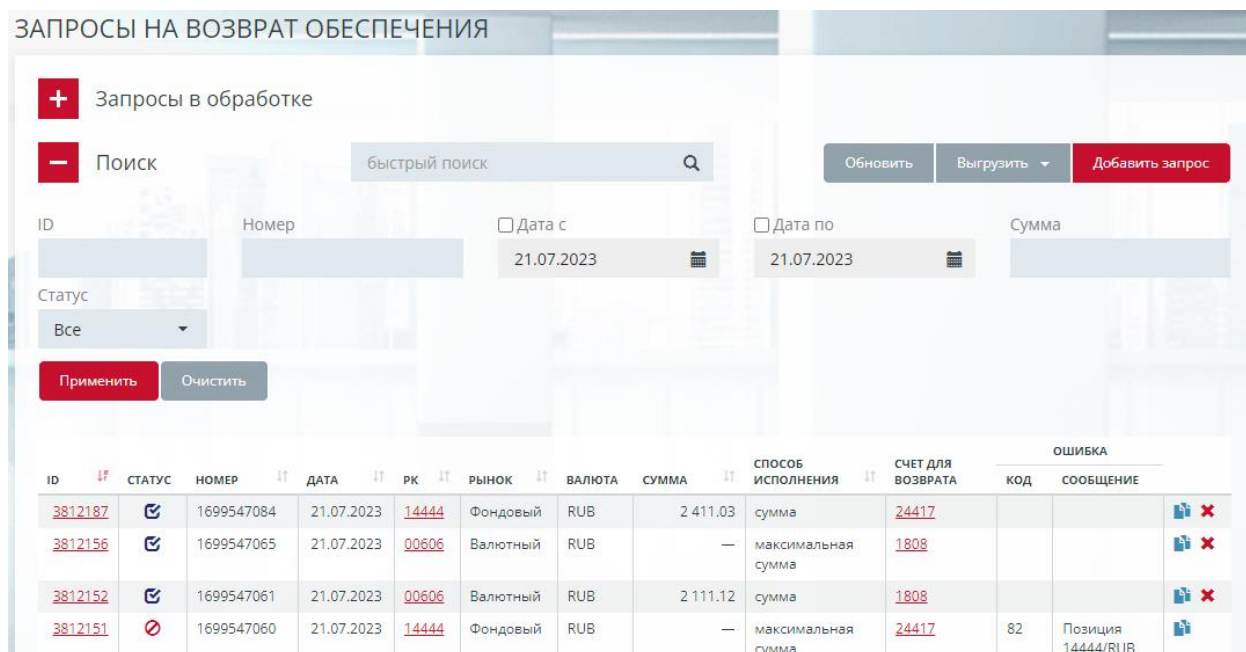 ЗАПРОСЫ НА ВОЗВРАТ ОБЕСПЕЧЕНИЯ
Запросы в обработке
Поиск быстрый поиск Обновить Выгрузить Добавить запрос
ID Номер Дата с Дата по Сумма
21.07.2023 21.07.2023
Статус
Все
Применить Очистить
ОШИБКА
ID СТАТУС НОМЕР ДАТА РК РЫНОК ВАЛЮТА СУММА СПОСОБ ИСПОЛНЕНИЯ СЧЕТ ДЛЯ ВОЗВРАТА КОД СООБЩЕНИЕ
3812187 1699547084 21.07.2023 14444 Фондовый RUB 2 411.03 сумма 24417
3812156 1699547065 21.07.2023 00606 Валютный RUB — максимальная сумма 1808
3812152 1699547061 21.07.2023 00606 Валютный RUB 2 111.12 сумма 1808
3812151 1699547060 21.07.2023 14444 Фондовый RUB — максимальная сумма 24417 82 Позиция 14444/RUB